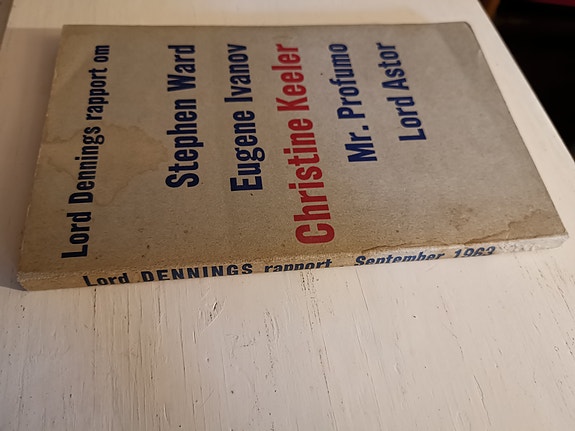 Lord Dennings rapport om
Stephen Ward
Eugene Ivanov
Christine Keeler
Mr. Profumo
Lord Astor
Lord DENNINGS rapport September 1963